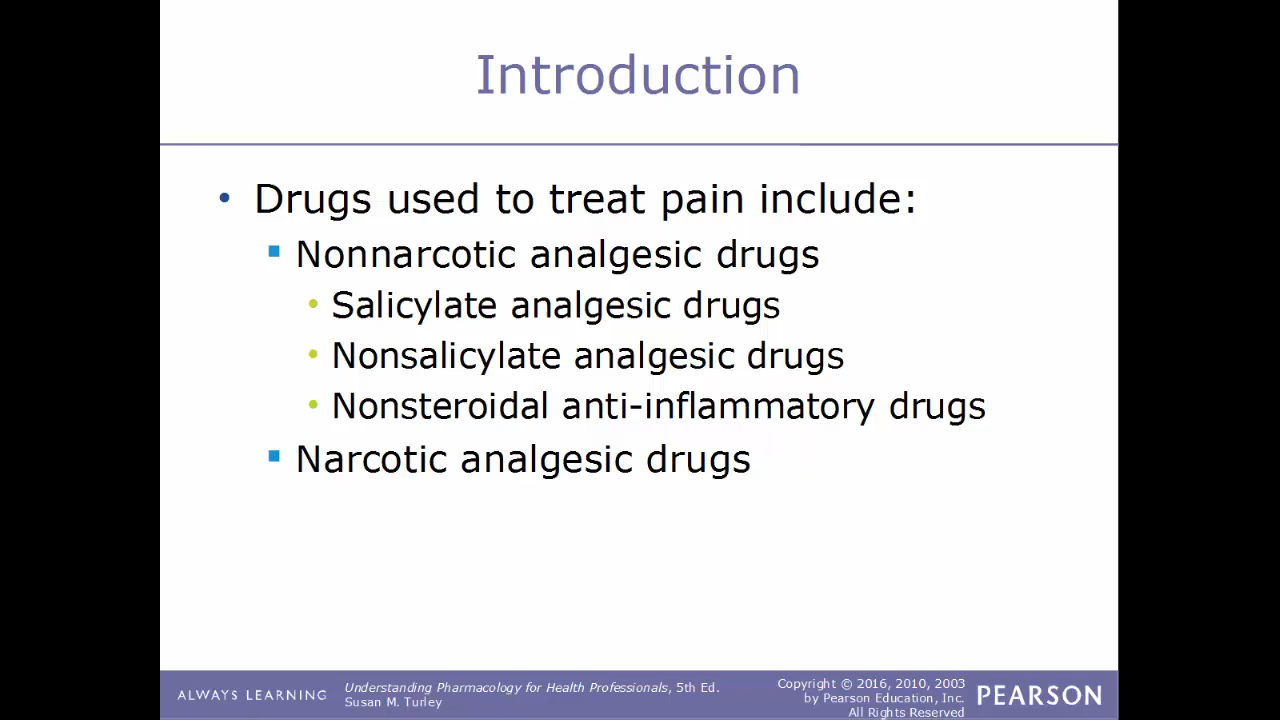 Introduction
• Drugs used to treat pain include:
▪ Nonnarcotic analgesic drugs
• Salicylate analgesic drugs
• Nonsalicylate analgesic drugs
• Nonsteroidal anti-inflammatory drugs
▪ Narcotic analgesic drugs
ALWAYS LEARNING
Understanding Pharmacology for Health Professionals, 5th Ed.
Susan M. Turley
Copyright © 2016, 2010, 2003
by Pearson Education, Inc.
All Rights Reserved
PEARSON